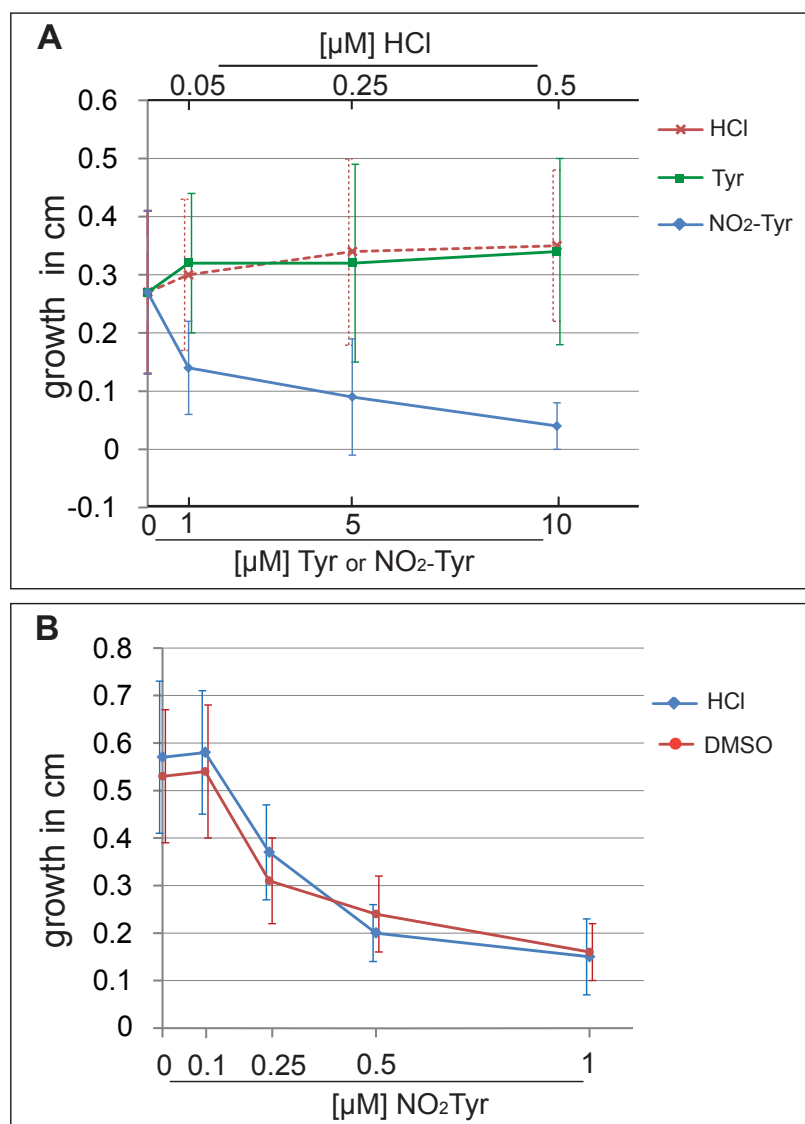 A
[µM] HCl
0.05 0.25 0.5
0.6
0.5
0.4
0.3
0.2
0.1
0
-0.1
growth in cm
HCl
Tyr
NO2-Tyr
0 1 5 10
[µM] Tyr or NO2-Tyr
B
0.8
0.7
0.6
0.5
0.4
0.3
0.2
0.1
0
growth in cm
HCl
DMSO
0 0.1 0.25 0.5 1
[µM] NO2Tyr